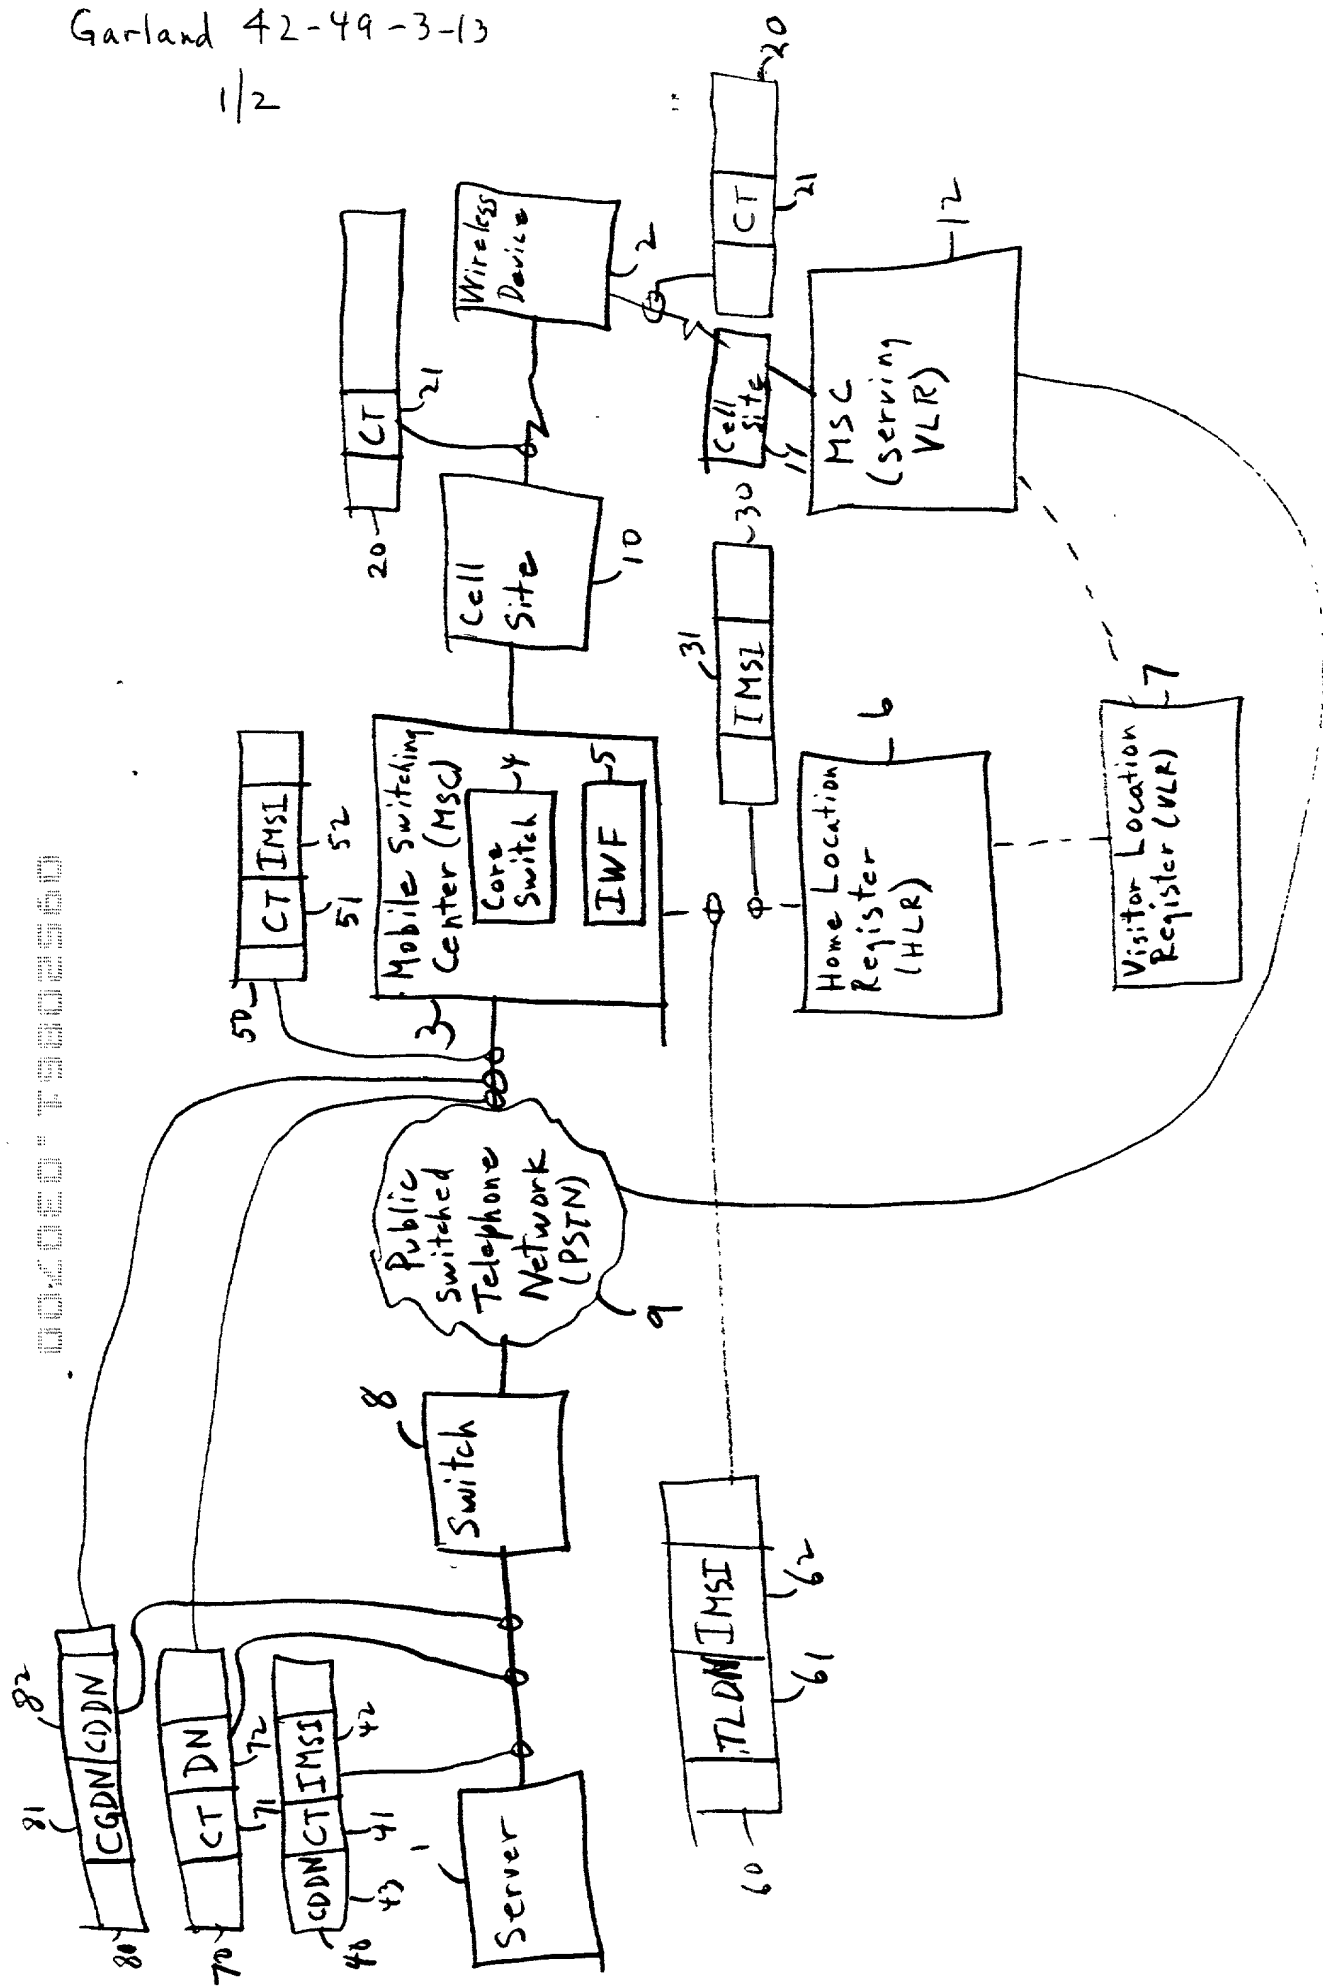 Garland 42-49-3-13
1/2
81
82
CGDN CDDN
80
CT DN
71
72
70
CDDN CT IMSI
43
41
42
40
1
Server
8
Switch
Public
Switched
Telephone
Network
(PSTN)
9
50
CT IMSI
51
52
3
Mobile Switching
Center (MSC)
Core
Switch
4
IWF
5
Cell
Site
10
20
CT
21
Wireless
Device
2
TLDN IMSI
61
62
60
31
IMSI
30
Home Location
Register
(HLR)
6
Visitor Location
Register (VLR)
7
Cell
Site
11
CT
21
20
MSC
(serving
VLR)
12